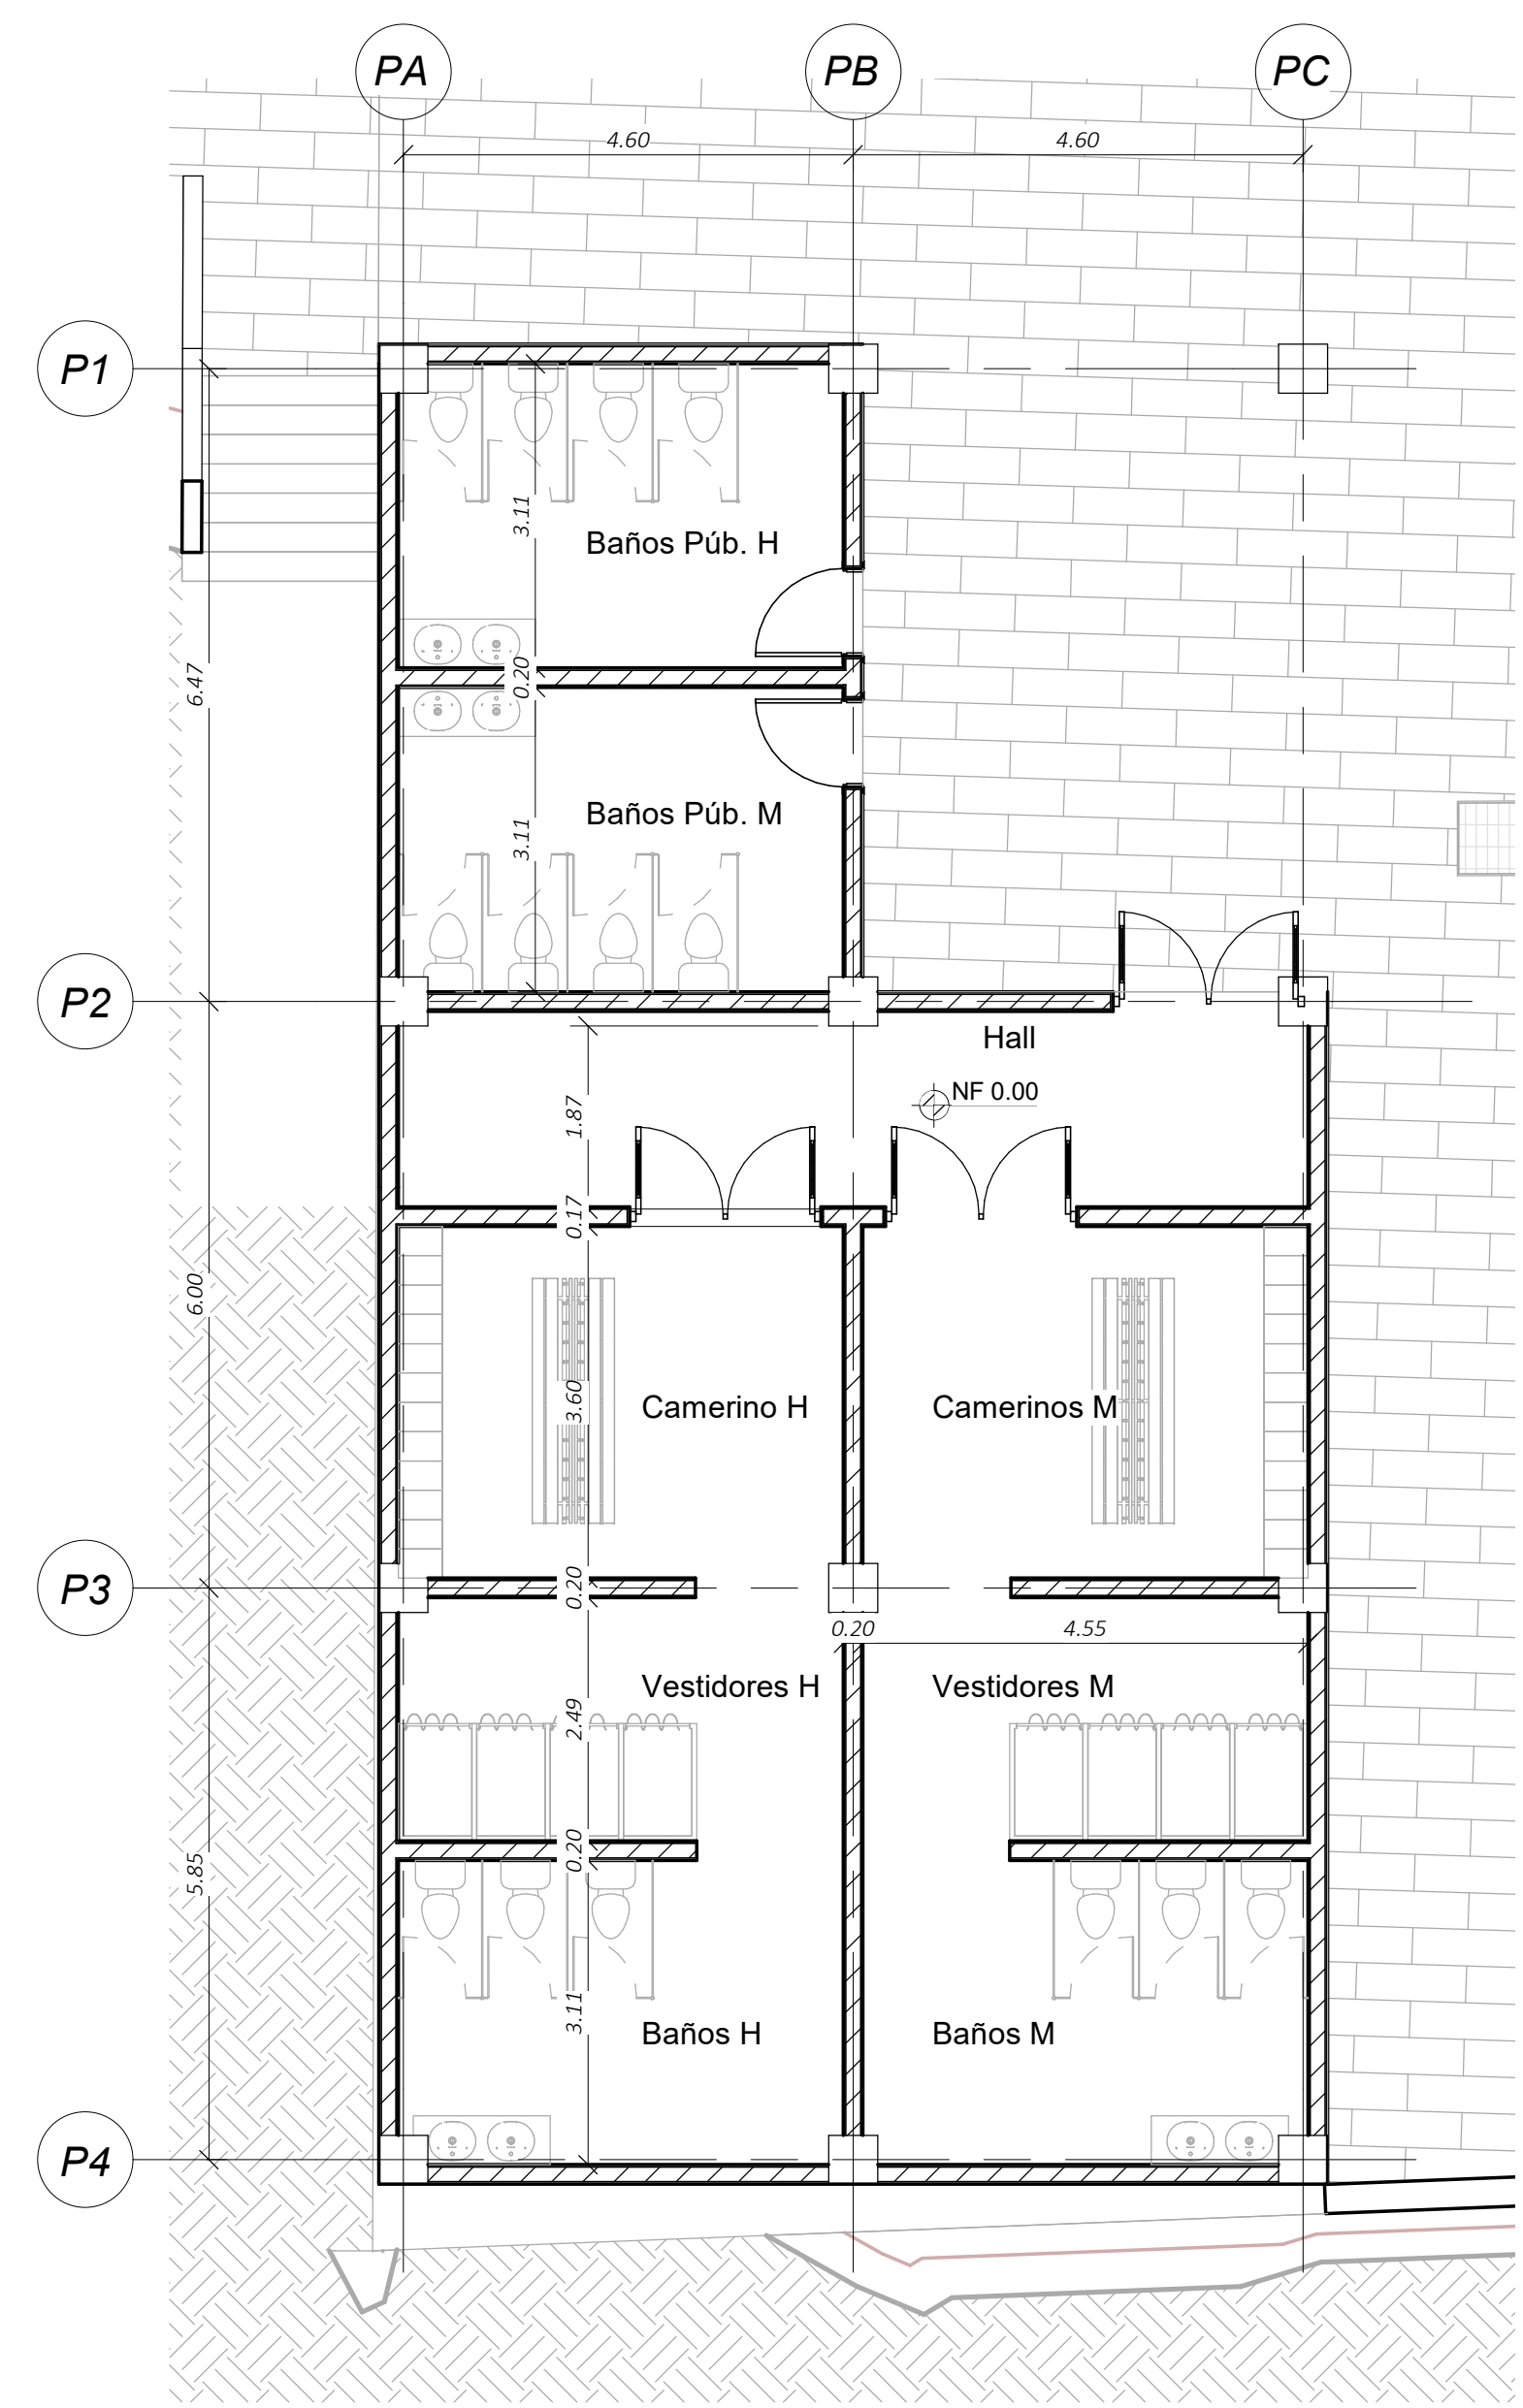 PA
PB
PC
4.60
4.60
P1
3.11
Baños Púb. H
6.47
0.20
Baños Púb. M
3.11
P2
Hall
NF 0.00
1.87
0.17
6.00
3.60
Camerino H
Camerinos M
P3
0.20
0.20
4.55
Vestidores H
Vestidores M
2.49
5.85
0.20
3.11
Baños H
Baños M
P4